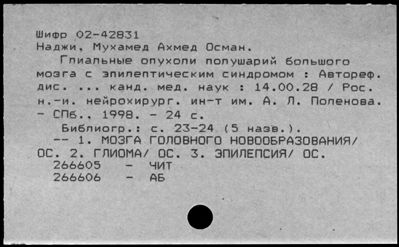 Шифр 02-42831
Наджи, Мухамед Ахмед Осман.
Глиальные опухоли полушарий большого
мозга с эпилептическим синдромом : Автореф.
дис. ... канд. мед. наук : 14.00.28 / Рос.
н.-и. нейрохирург. ин-т им. А. Л. Поленова.
- СПб., 1998. - 24 с.
Библиогр.: с. 23-24 (5 назв.).
-- 1. МОЗГА ГОЛОВНОГО НОВООБРАЗОВАНИЯ/
ОС. 2. ГЛИОМА/ ОС. 3. ЭПИЛЕПСИЯ/ ОС.
266605 - ЧИТ
266606 - АБ